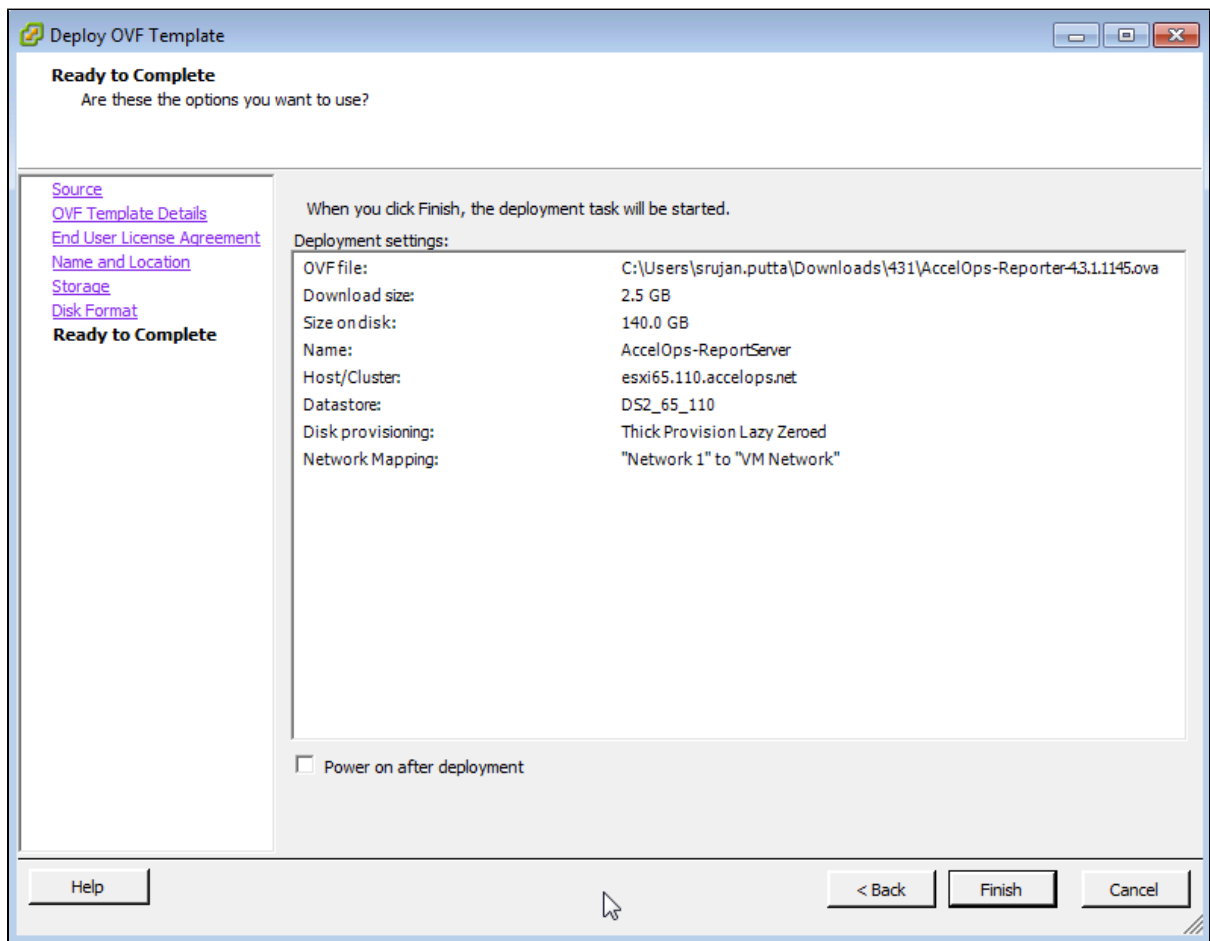 Deploy OVF Template
Ready to Complete
Are these the options you want to use?
Source
OVF Template Details
End User License Agreement
Name and Location
Storage
Disk Format
Ready to Complete
When you click Finish, the deployment task will be started.
Deployment settings:
OVF file: C:\Users\srujan.putta\Downloads\431\AccelOps-Reporter-4.3.1.1145.ova
Download size: 2.5 GB
Size on disk: 140.0 GB
Name: AccelOps-ReportServer
Host/Cluster: esxi65.110.accelops.net
Datastore: DS2_65_110
Disk provisioning: Thick Provision Lazy Zeroed
Network Mapping: "Network 1" to "VM Network"
Power on after deployment
Help < Back Finish Cancel